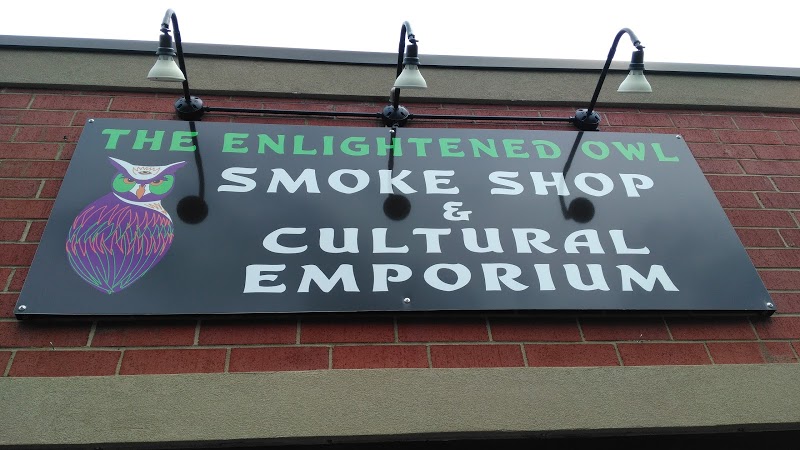 THE ENLIGHTENED OWL
SMOKE SHOP
&
CULTURAL
EMPORIUM